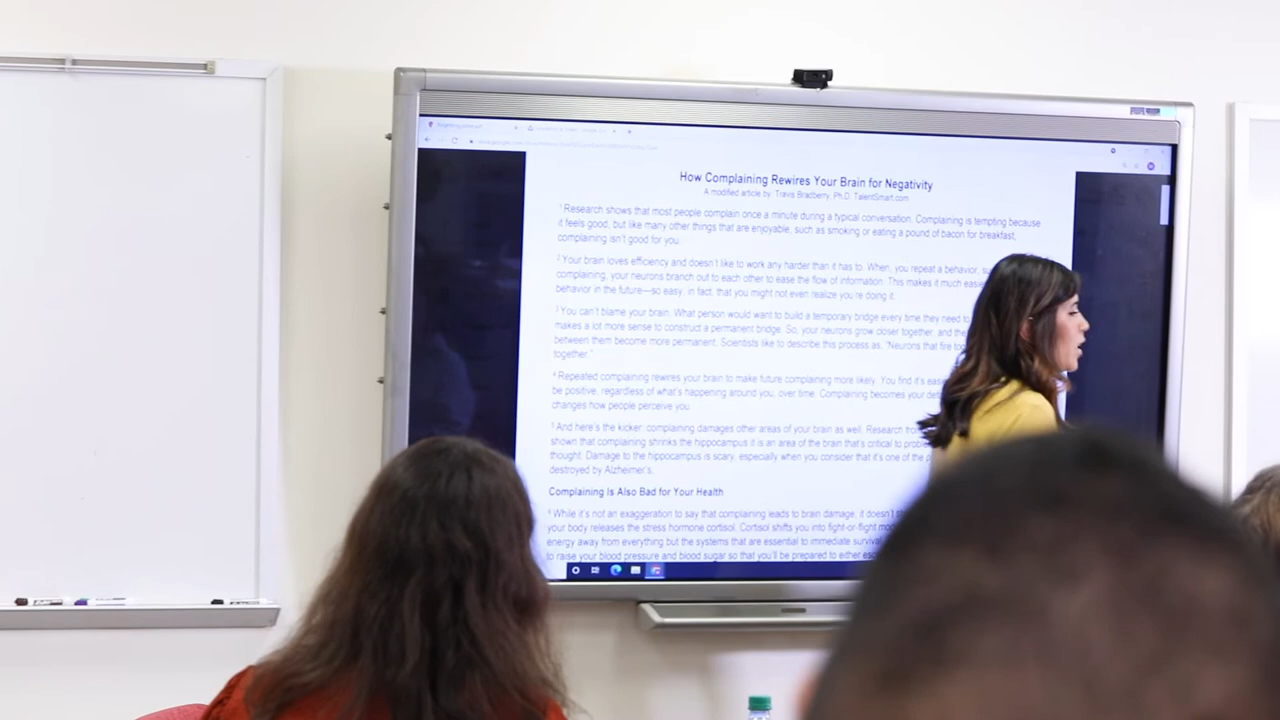 How Complaining Rewires Your Brain for Negativity
A modified article by: Travis Bradberry, Ph.D. TalentSmart.com
1 Research shows that most people complain once a minute during a typical conversation. Complaining is tempting because
it feels good, but like many other things that are enjoyable, such as smoking or eating a pound of bacon for breakfast,
complaining isn't good for you.
2 Your brain loves efficiency and doesn't like to work any harder than it has to. When, you repeat a behavior,
complaining, your neurons branch out to each other to ease the flow of information. This makes it much
behavior in the future—so easy, in fact, that you might not even realize you're doing it.
3 You can't blame your brain. What person would want to build a temporary bridge every time they need to
makes a lot more sense to construct a permanent bridge. So, your neurons grow closer together, and
between them become more permanent. Scientists like to describe this process as, "Neurons that fire
together."
4 Repeated complaining rewires your brain to make future complaining more likely. You find it's
be positive, regardless of what's happening around you, over time. Complaining becomes your
changes how people perceive you.
5 And here's the kicker: complaining damages other areas of your brain as well. Research
shown that complaining shrinks the hippocampus it is an area of the brain that's critical to
thought. Damage to the hippocampus is scary, especially when you consider that it's one of the
destroyed by Alzheimer's.
Complaining Is Also Bad for Your Health
6 While it's not an exaggeration to say that complaining leads to brain damage, it doesn't
your body releases the stress hormone cortisol. Cortisol shifts you into fight-or-flight
energy away from everything but the systems that are essential to immediate survival.
to raise your blood pressure and blood sugar so that you'll be prepared to either